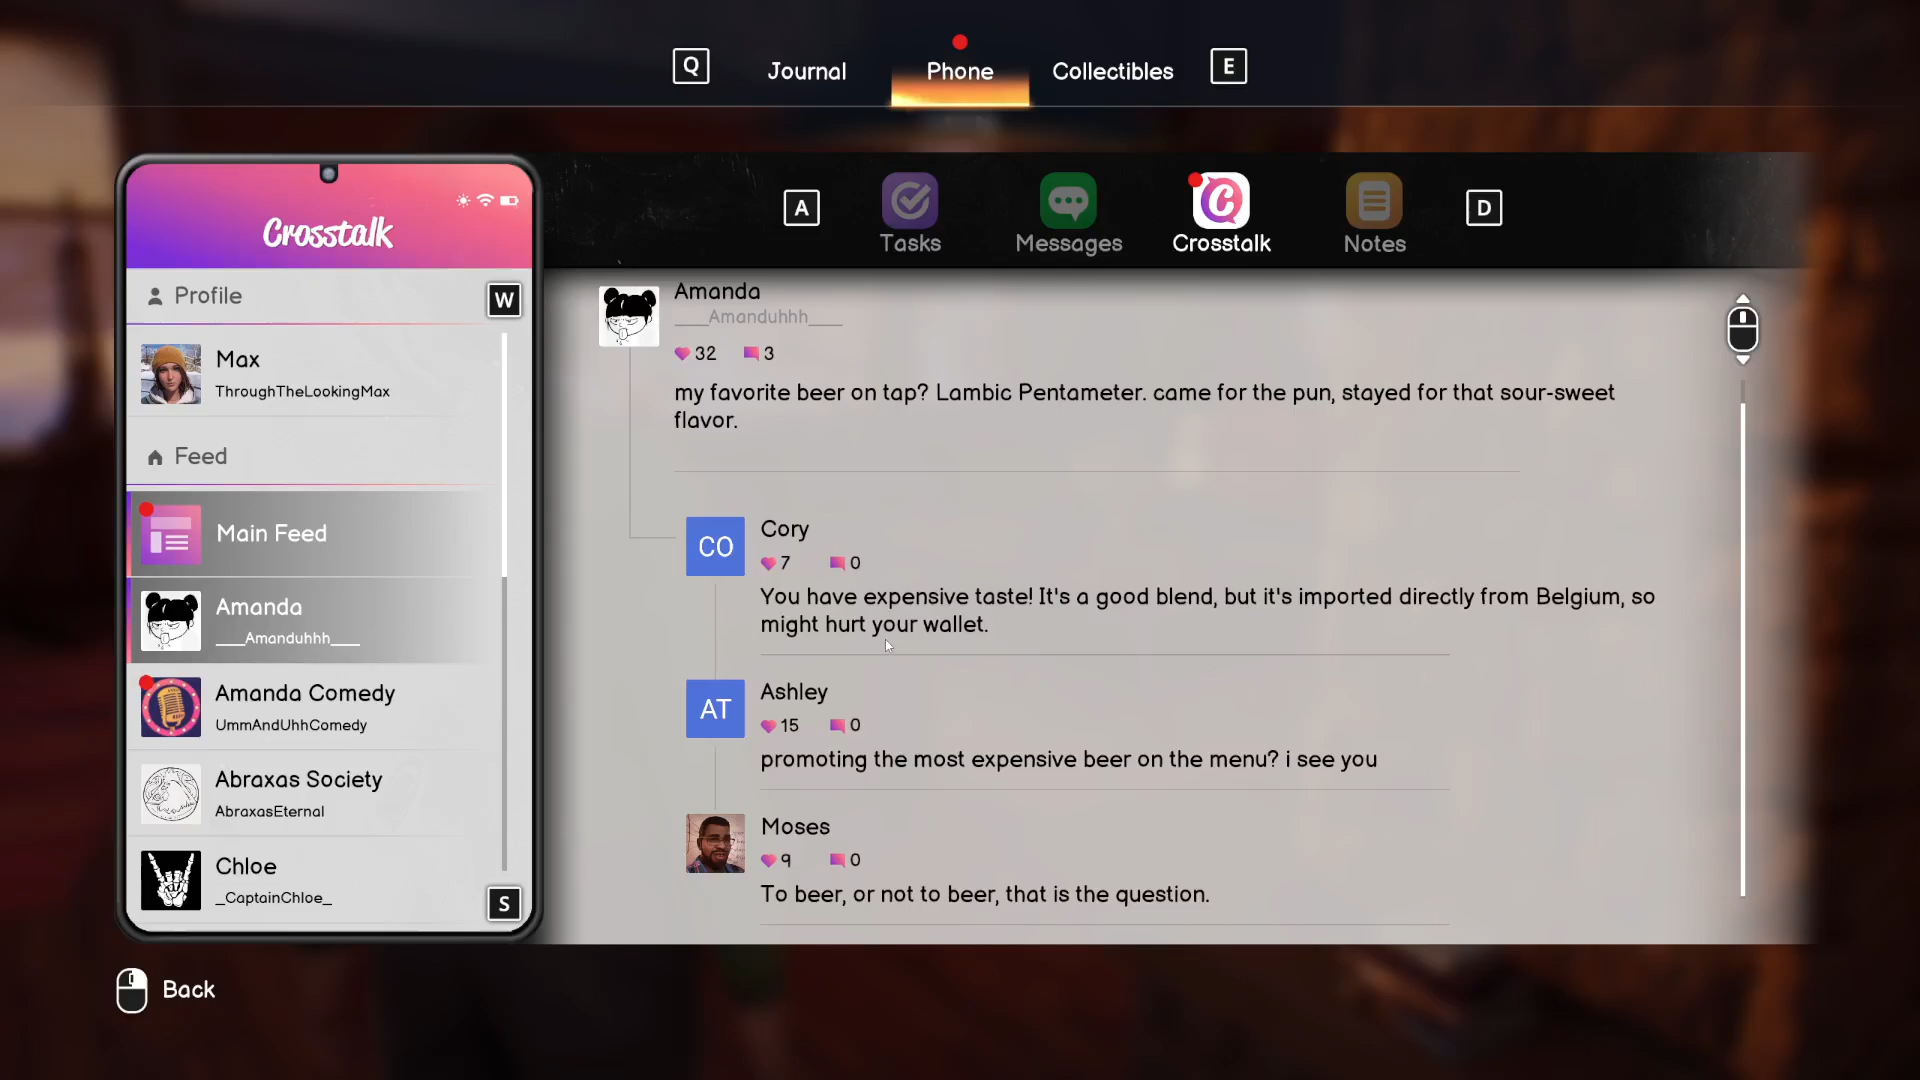 Q
Journal
Phone
Collectibles
E
Crosstalk
Profile
W
Max
ThroughTheLookingMax
Feed
Main Feed
Amanda
___Amanduhhh___
Amanda Comedy
UmmAndUhhComedy
Abraxas Society
AbraxasEternal
Chloe
_CaptainChloe_
S
A
Tasks
Messages
C
Crosstalk
Notes
D
Amanda
___Amanduhhh___
32
3
my favorite beer on tap? Lambic Pentameter. came for the pun, stayed for that sour-sweet
flavor.
CO
Cory
7
0
You have expensive taste! It's a good blend, but it's imported directly from Belgium, so
might hurt your wallet.
AT
Ashley
15
0
promoting the most expensive beer on the menu? i see you
Moses
9
0
To beer, or not to beer, that is the question.
Back